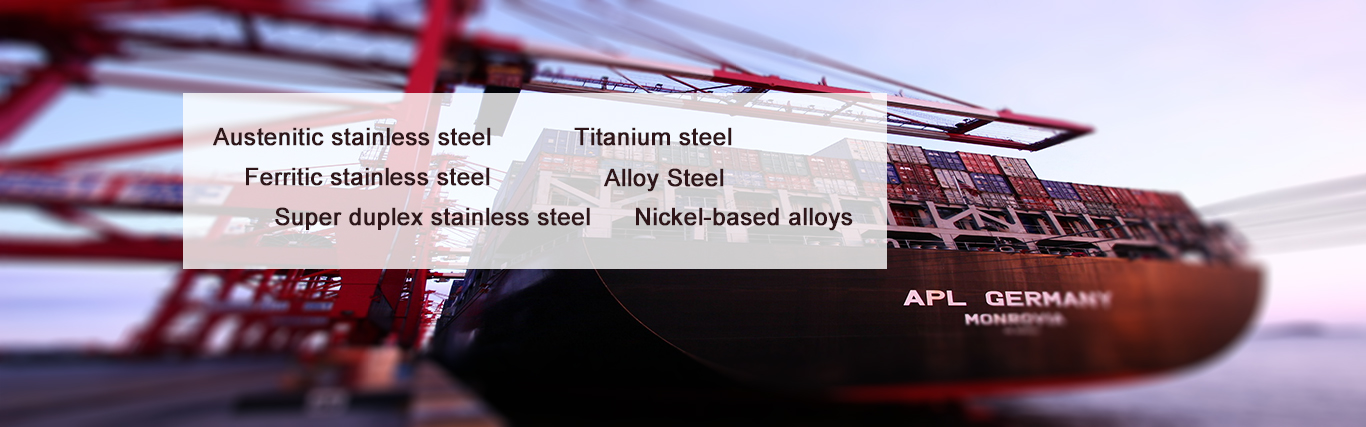 Austenitic stainless steel
Titanium steel
Ferritic stainless steel
Alloy Steel
Super duplex stainless steel
Nickel-based alloys
APL GERMANY
MONROVIA